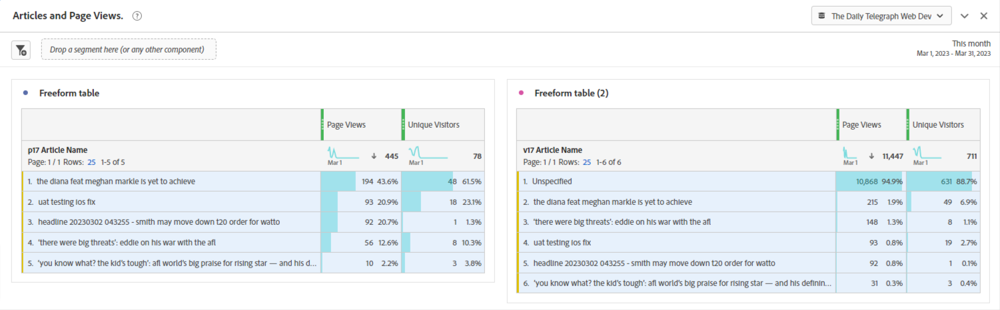 Articles and Page Views. ?
The Daily Telegraph Web Dev
Drop a segment here (or any other component)
This month
Mar 1, 2023 - Mar 31, 2023
Freeform table
Page Views Unique Visitors
p17 Article Name
Page: 1 / 1 Rows: 25 1-5 of 5
Mar 1 ↓ 445 Mar 1 78
1. the diana feat meghan markle is yet to achieve 194 43.6% 48 61.5%
2. uat testing ios fix 93 20.9% 18 23.1%
3. headline 20230302 043255 - smith may move down t20 order for watto 92 20.7% 1 1.3%
4. ‘there were big threats’: eddie on his war with the afl 56 12.6% 8 10.3%
5. ‘you know what? the kid’s tough’: afl world’s big praise for rising star — and his d... 10 2.2% 3 3.8%
Freeform table (2)
Page Views Unique Visitors
v17 Article Name
Page: 1 / 1 Rows: 25 1-6 of 6
Mar 1 ↓ 11,447 Mar 1 711
1. Unspecified 10,868 94.9% 631 88.7%
2. the diana feat meghan markle is yet to achieve 215 1.9% 49 6.9%
3. ‘there were big threats’: eddie on his war with the afl 148 1.3% 8 1.1%
4. uat testing ios fix 93 0.8% 19 2.7%
5. headline 20230302 043255 - smith may move down t20 order for watto 92 0.8% 1 0.1%
6. ‘you know what? the kid’s tough’: afl world’s big praise for rising star — and his definin... 31 0.3% 3 0.4%